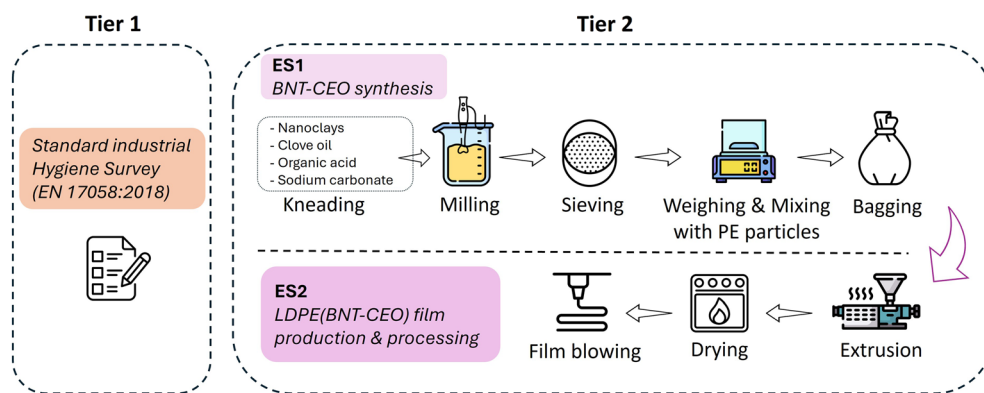 Tier 1
Standard industrial
Hygiene Survey
(EN 17058:2018)
Tier 2
ES1
BNT-CEO synthesis
- Nanoclays
- Clove oil
- Organic acid
- Sodium carbonate
Kneading
Milling
Sieving
Weighing & Mixing
with PE particles
Bagging
ES2
LDPE(BNT-CEO) film
production & processing
Film blowing
Drying
Extrusion